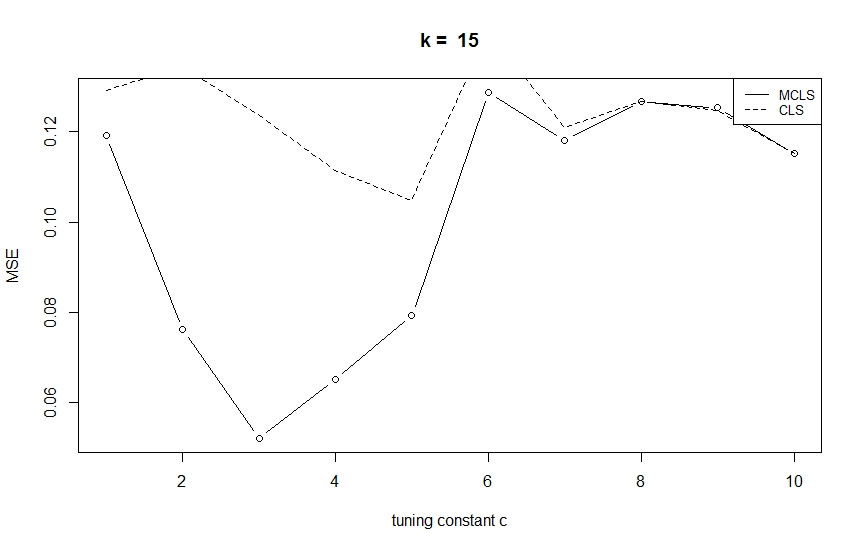 k = 15
MCLS
CLS
MSE
0.12
0.10
0.08
0.06
2 4 6 8 10
tuning constant c